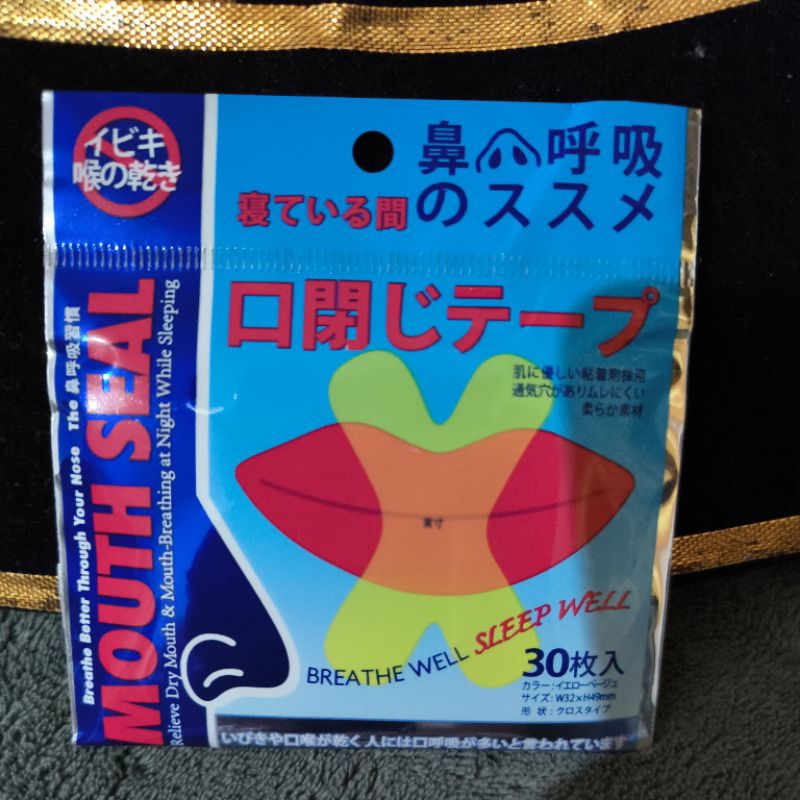 イビキ
喉の乾き
鼻呼吸
のススメ
寝ている間
口閉じテープ
肌に優しい粘着剤採用
通気穴がありムレにくい
柔らか素材
実寸
The 鼻呼吸習慣
Breathe Better Through Your Nose
MOUTH SEAL
Relieve Dry Mouth & Mouth-Breathing at Night While Sleeping
BREATHE WELL SLEEP WELL
30枚入
カラー:イエローベージュ
サイズ:W32×H49mm
形 状:クロスタイプ
いびきや口喉が乾く人には口呼吸が多いと言われています